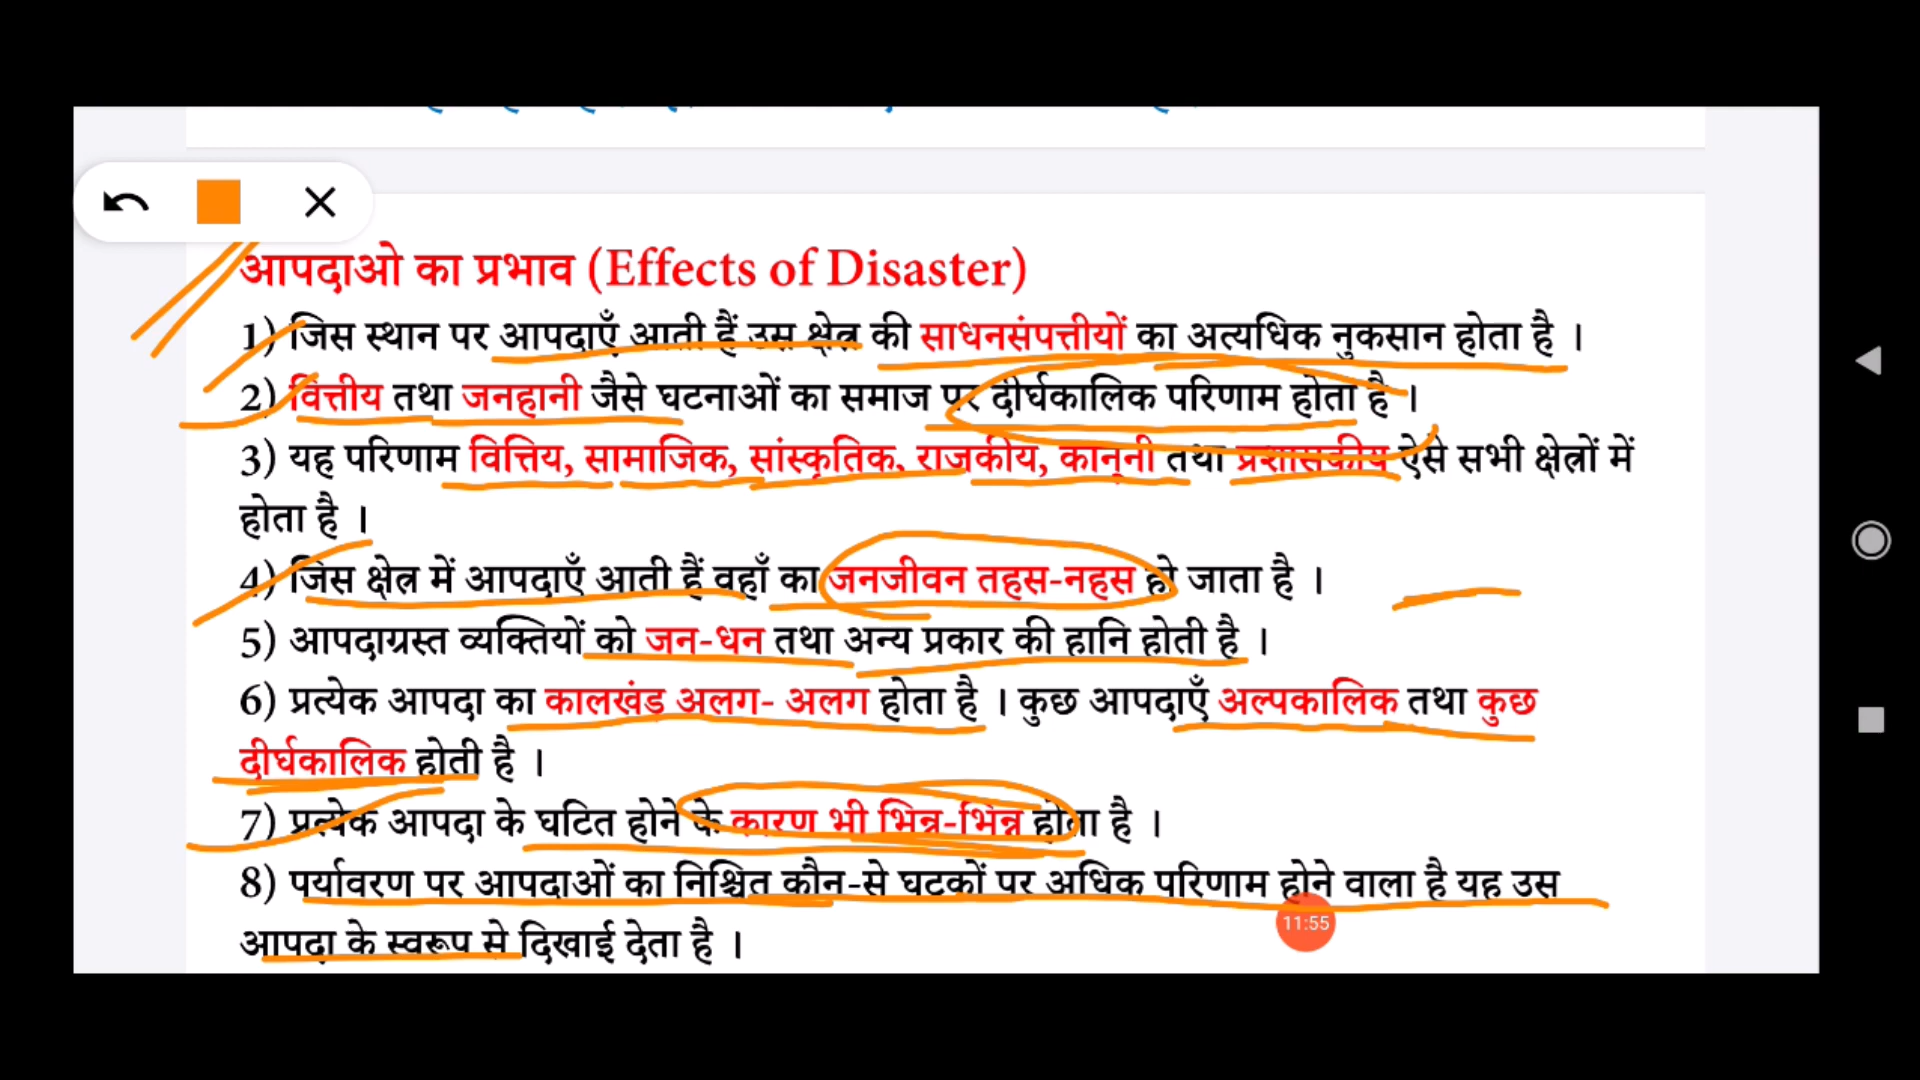 आपदाओ का प्रभाव (Effects of Disaster)
1) जिस स्थान पर आपदाएँ आती हैं उस क्षेत्र की साधनसंपत्तीयों का अत्यधिक नुकसान होता है ।
2) वित्तीय तथा जनहानी जैसे घटनाओं का समाज पर दीर्घकालिक परिणाम होता है ।
3) यह परिणाम वित्तिय, सामाजिक, सांस्कृतिक, राजकीय, कानूनी तथा प्रशासकीय ऐसे सभी क्षेत्रों में
होता है ।
4) जिस क्षेत्र में आपदाएँ आती हैं वहाँ का जनजीवन तहस-नहस हो जाता है ।
5) आपदाग्रस्त व्यक्तियों को जन-धन तथा अन्य प्रकार की हानि होती है ।
6) प्रत्येक आपदा का कालखंड अलग- अलग होता है । कुछ आपदाएँ अल्पकालिक तथा कुछ
दीर्घकालिक होती है ।
7) प्रत्येक आपदा के घटित होने के कारण भी भिन्न-भिन्न होता है ।
8) पर्यावरण पर आपदाओं का निश्चित कौन-से घटकों पर अधिक परिणाम होने वाला है यह उस
11:55
आपदा के स्वरूप से दिखाई देता है ।